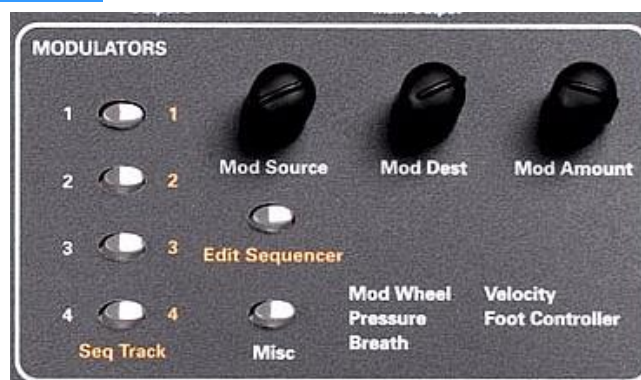 MODULATORS
1 1
Mod Source Mod Dest Mod Amount
2 2
3 3 Edit Sequencer
4 4 Mod Wheel Velocity
Pressure Foot Controller
Seq Track Misc Breath